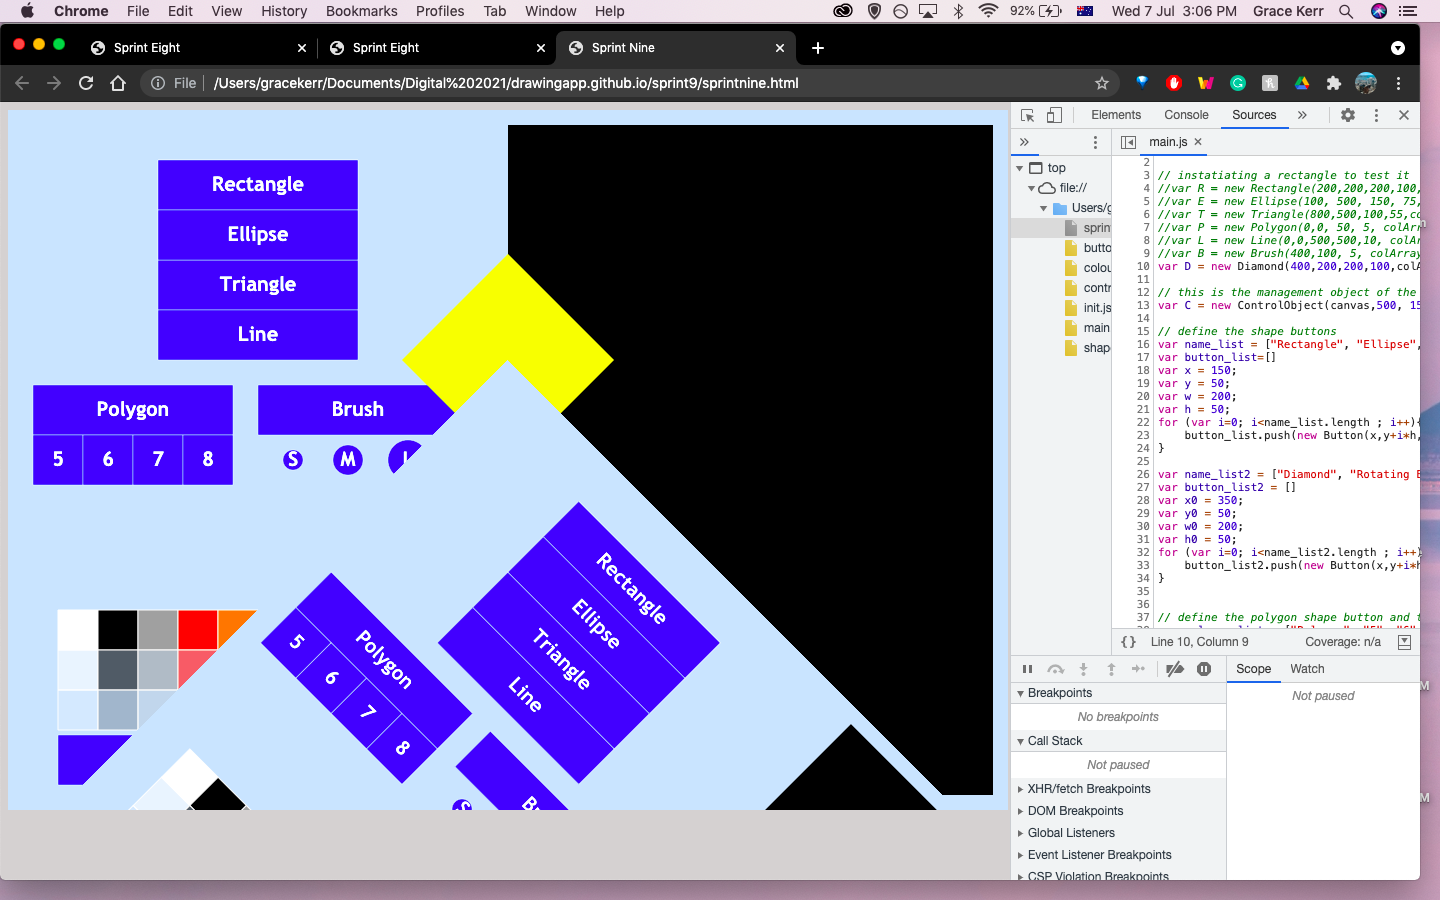 Chrome File Edit View History Bookmarks Profiles Tab Window Help 92% Wed 7 Jul 3:06 PM Grace Kerr
Sprint Eight Sprint Eight Sprint Nine
File /Users/gracekerr/Documents/Digital%202021/drawingapp.github.io/sprint9/sprintnine.html
Rectangle
Ellipse
Triangle
Line
Polygon
5 6 7 8
Brush
S M
Rectangle
Ellipse
Triangle
Line
Polygon
5 6 7 8
Elements Console Sources
main.js
top
file://
Users/g
sprin
butto
colou
contr
init.js
main
shap
2
3 // instatiating a rectangle to test it
4 //var R = new Rectangle(200,200,200,100,
5 //var E = new Ellipse(100, 500, 150, 75,
6 //var T = new Triangle(800,500,100,55,co
7 //var P = new Polygon(0,0, 50, 5, colArr
8 //var L = new Line(0,0,500,500,10, colAr
9 //var B = new Brush(400,100, 5, colArray
10 var D = new Diamond(400,200,200,100,colA
11
12 // this is the management object of the
13 var C = new ControlObject(canvas,500, 15
14
15 // define the shape buttons
16 var name_list = ["Rectangle", "Ellipse",
17 var button_list=[]
18 var x = 150;
19 var y = 50;
20 var w = 200;
21 var h = 50;
22 for (var i=0; i<name_list.length ; i++){
23 button_list.push(new Button(x,y+i*h,
24 }
25
26 var name_list2 = ["Diamond", "Rotating E
27 var button_list2 = []
28 var x0 = 350;
29 var y0 = 50;
30 var w0 = 200;
31 var h0 = 50;
32 for (var i=0; i<name_list2.length ; i++)
33 button_list2.push(new Button(x,y+i*h
34 }
35
36
37 // define the polygon shape button and t
{} Line 10, Column 9 Coverage: n/a
Scope Watch
Breakpoints
No breakpoints
Call Stack
Not paused
XHR/fetch Breakpoints
DOM Breakpoints
Global Listeners
Event Listener Breakpoints
CSP Violation Breakpoints
Not paused